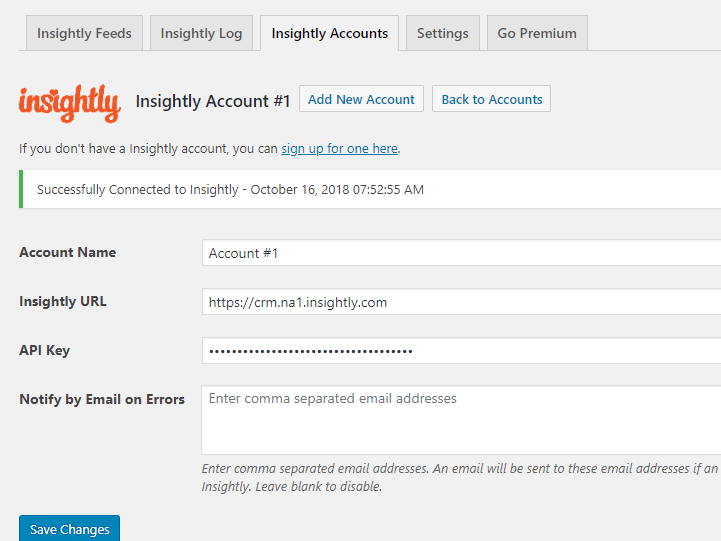 Insightly Feeds
Insightly Log
Insightly Accounts
Settings
Go Premium
insightly
Insightly Account #1
Add New Account
Back to Accounts
If you don't have a Insightly account, you can sign up for one here.
Successfully Connected to Insightly - October 16, 2018 07:52:55 AM
Account Name
Account #1
Insightly URL
https://crm.na1.insightly.com
API Key
••••••••••••••••••••••••••••••••••••
Notify by Email on Errors
Enter comma separated email addresses
Enter comma separated email addresses. An email will be sent to these email addresses if an
Insightly. Leave blank to disable.
Save Changes